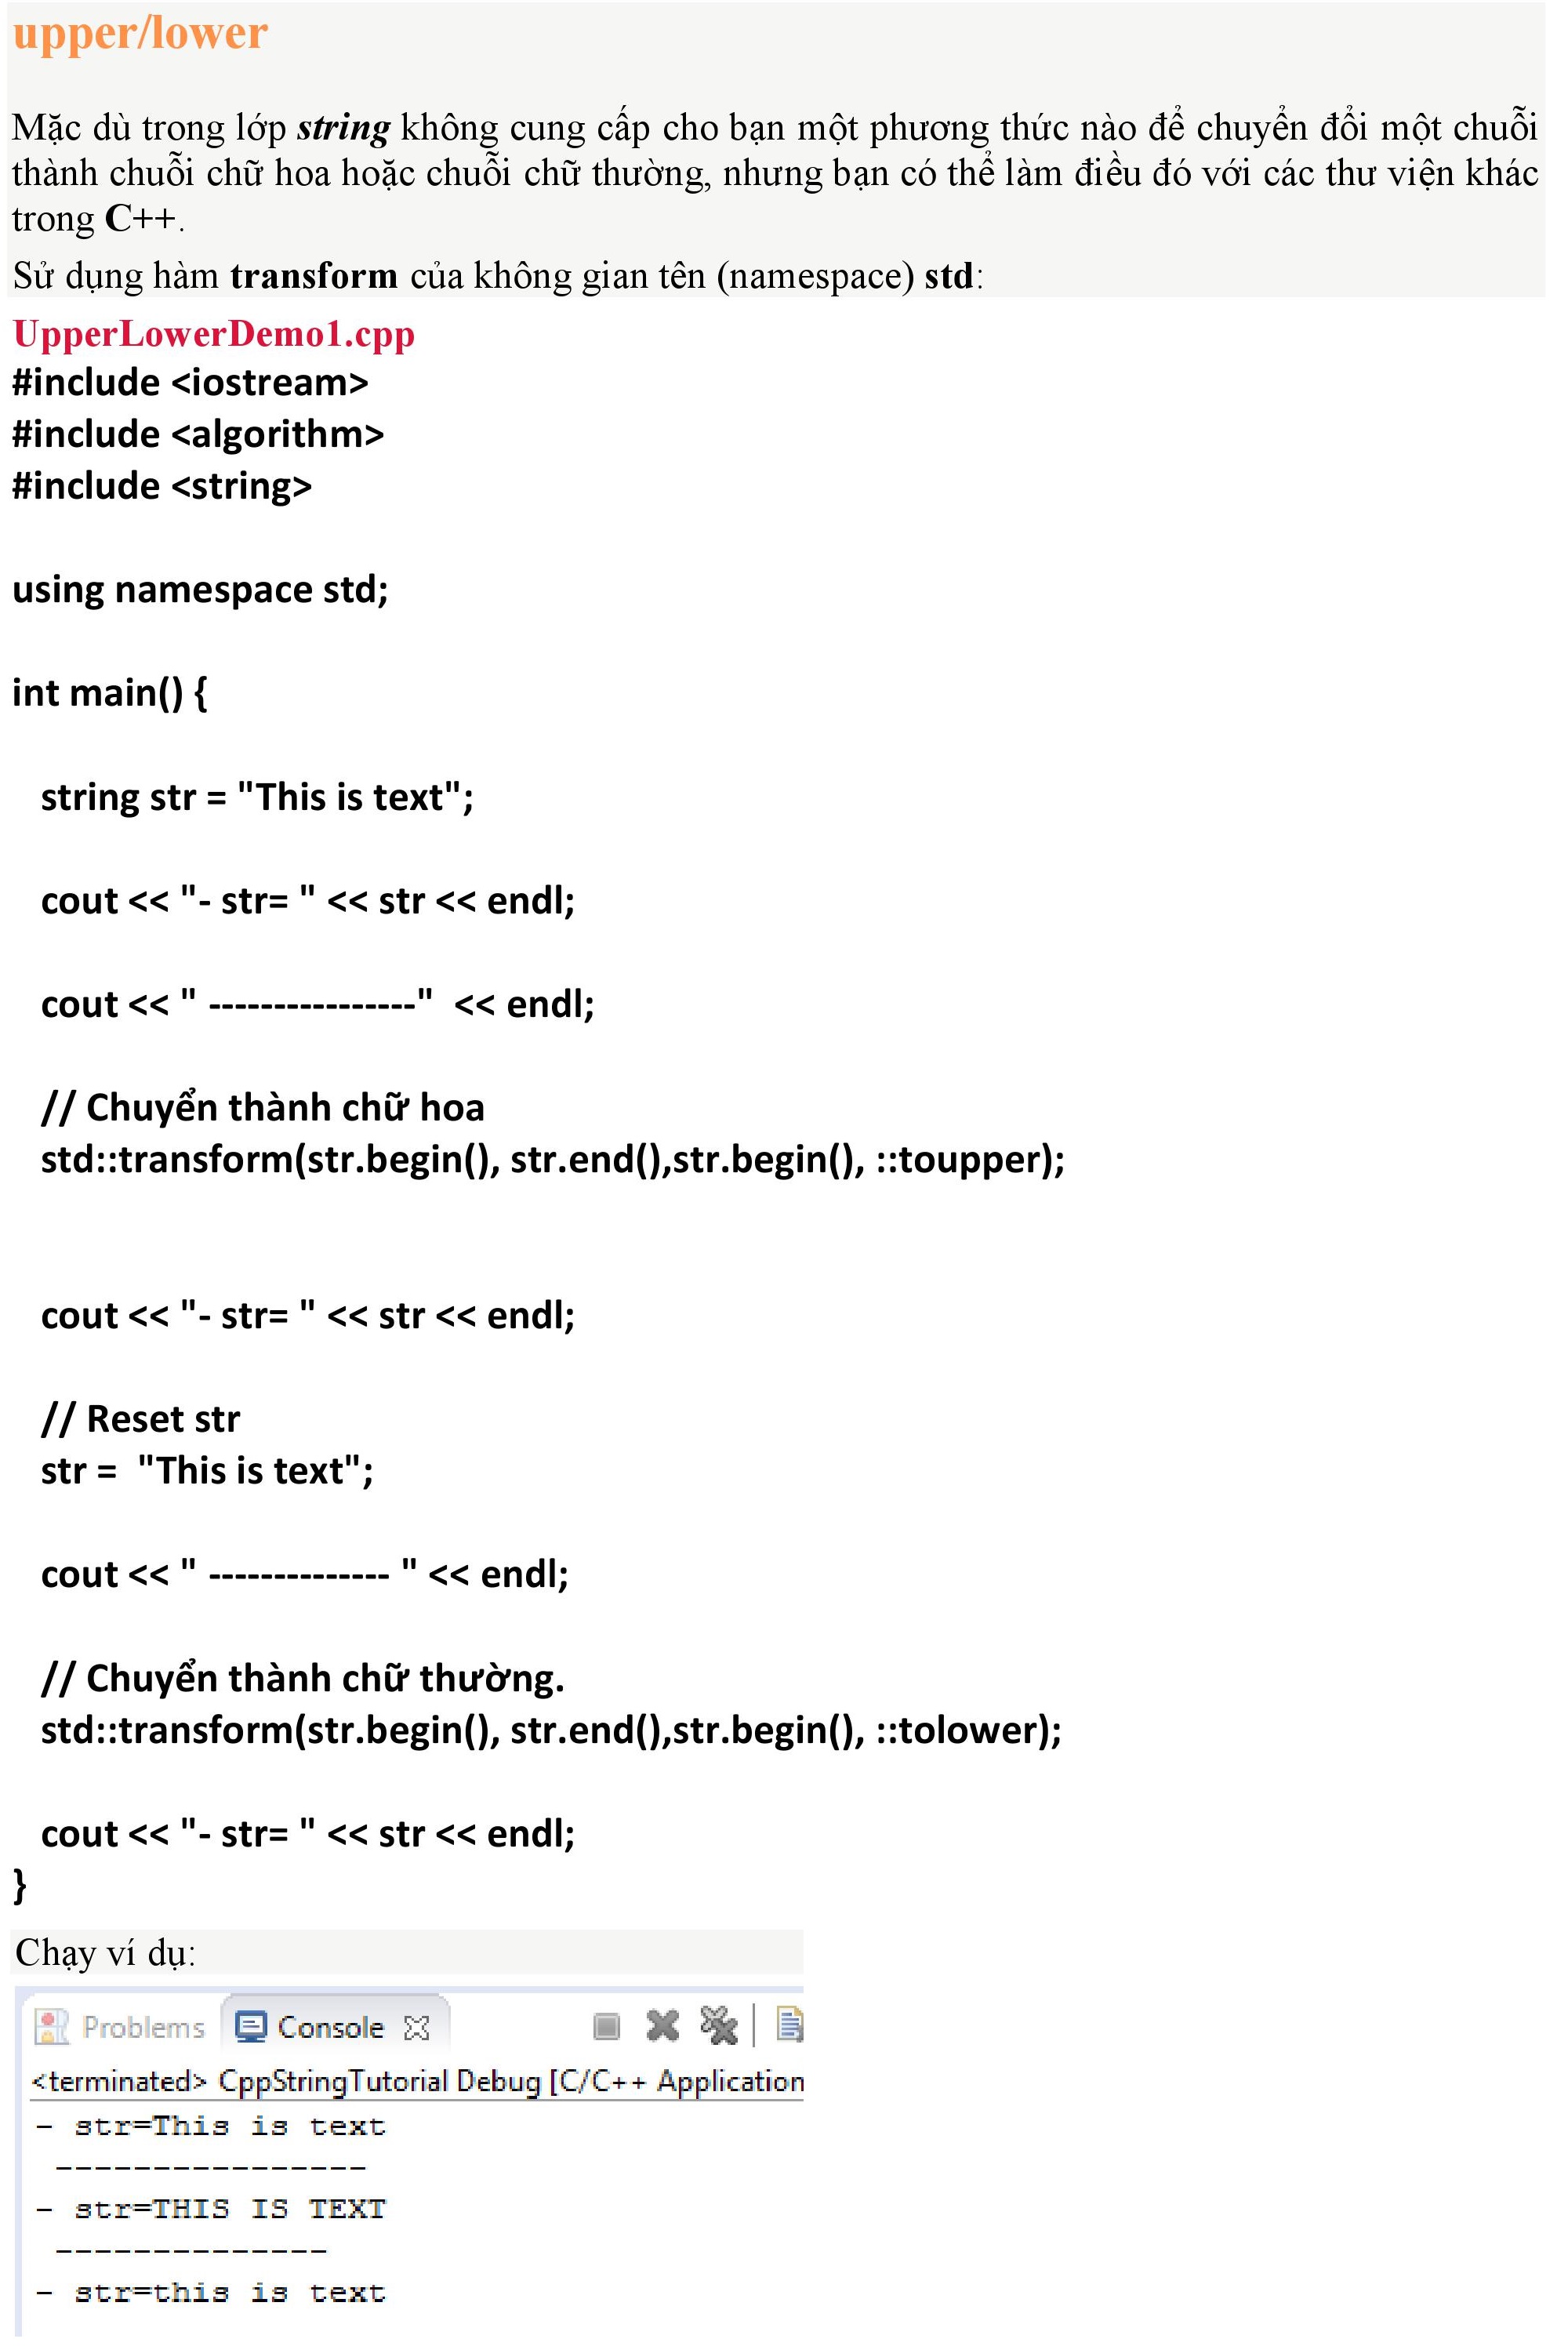 upper/lower
Mặc dù trong lớp string không cung cấp cho bạn một phương thức nào để chuyển đổi một chuỗi
thành chuỗi chữ hoa hoặc chuỗi chữ thường, nhưng bạn có thể làm điều đó với các thư viện khác
trong C++.
Sử dụng hàm transform của không gian tên (namespace) std:
UpperLowerDemo1.cpp
#include <iostream>
#include <algorithm>
#include <string>
using namespace std;
int main() {
string str = "This is text";
cout << "- str= " << str << endl;
cout << " ----------------"  << endl;
// Chuyển thành chữ hoa
std::transform(str.begin(), str.end(),str.begin(), ::toupper);
cout << "- str= " << str << endl;
// Reset str
str =  "This is text";
cout << " -------------- " << endl;
// Chuyển thành chữ thường.
std::transform(str.begin(), str.end(),str.begin(), ::tolower);
cout << "- str= " << str << endl;
}
Chạy ví dụ:
Problems Console
<terminated> CppStringTutorial Debug [C/C++ Application
- str=This is text
----------------
- str=THIS IS TEXT
--------------
- str=this is text